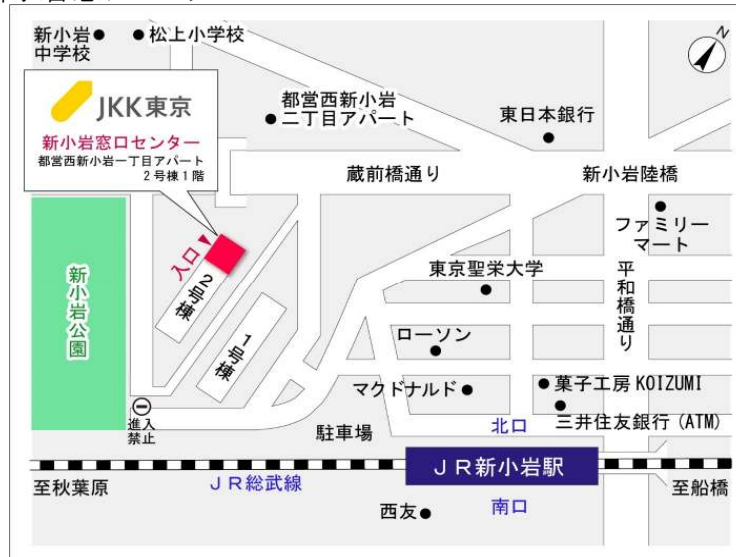 新小岩
中学校
松上小学校
N
JKK東京
新小岩窓口センター
都営西新小岩一丁目アパート
2号棟1階
都営西新小岩
二丁目アパート
東日本銀行
蔵前橋通り
新小岩陸橋
ファミリー
マート
入口
2号棟
1号棟
新小岩公園
東京聖栄大学
平和橋通り
ローソン
マクドナルド
菓子工房 KOIZUMI
三井住友銀行 (ATM)
進入
禁止
駐車場
北口
JR新小岩駅
至秋葉原
JR総武線
至船橋
西友
南口